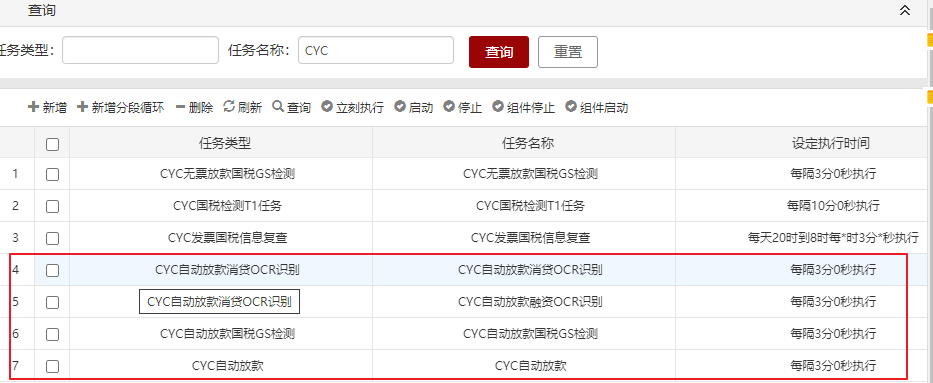 查询
任务类型：
任务名称： CYC 查询 重置
新增 新增分段循环 删除 刷新 查询 立刻执行 启动 停止 组件停止 组件启动
任务类型 任务名称 设定执行时间
1 CYC无票放款国税GS检测 CYC无票放款国税GS检测 每隔3分0秒执行
2 CYC国税检测T1任务 CYC国税检测T1任务 每隔10分0秒执行
3 CYC发票国税信息复查 CYC发票国税信息复查 每天20时到8时每*时3分*秒执行
4 CYC自动放款消贷OCR识别 CYC自动放款消贷OCR识别 每隔3分0秒执行
5 CYC自动放款消贷OCR识别 CYC自动放款融资OCR识别 每隔3分0秒执行
6 CYC自动放款国税GS检测 CYC自动放款国税GS检测 每隔3分0秒执行
7 CYC自动放款 CYC自动放款 每隔3分0秒执行